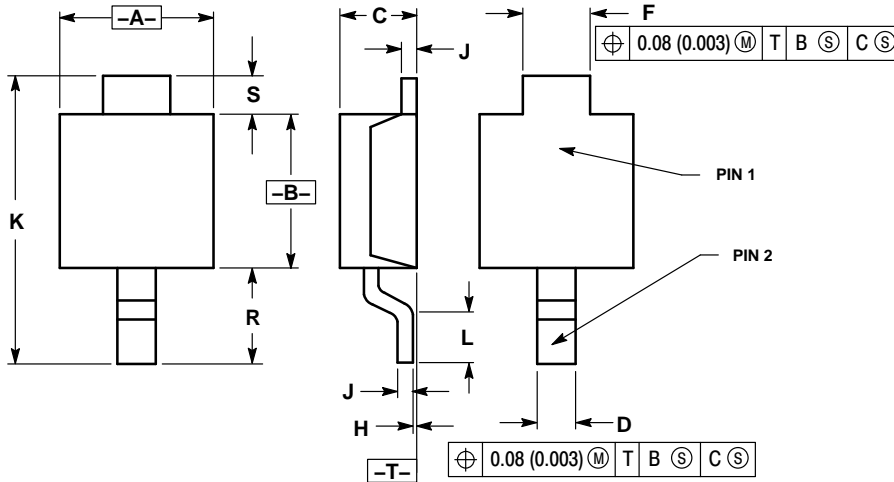 –A–
C
F
⌖ 0.08 (0.003) Ⓜ T B Ⓢ C Ⓢ
J
S
–B–
PIN 1
K
PIN 2
R
L
J
H
D
⌖ 0.08 (0.003) Ⓜ T B Ⓢ C Ⓢ
–T–